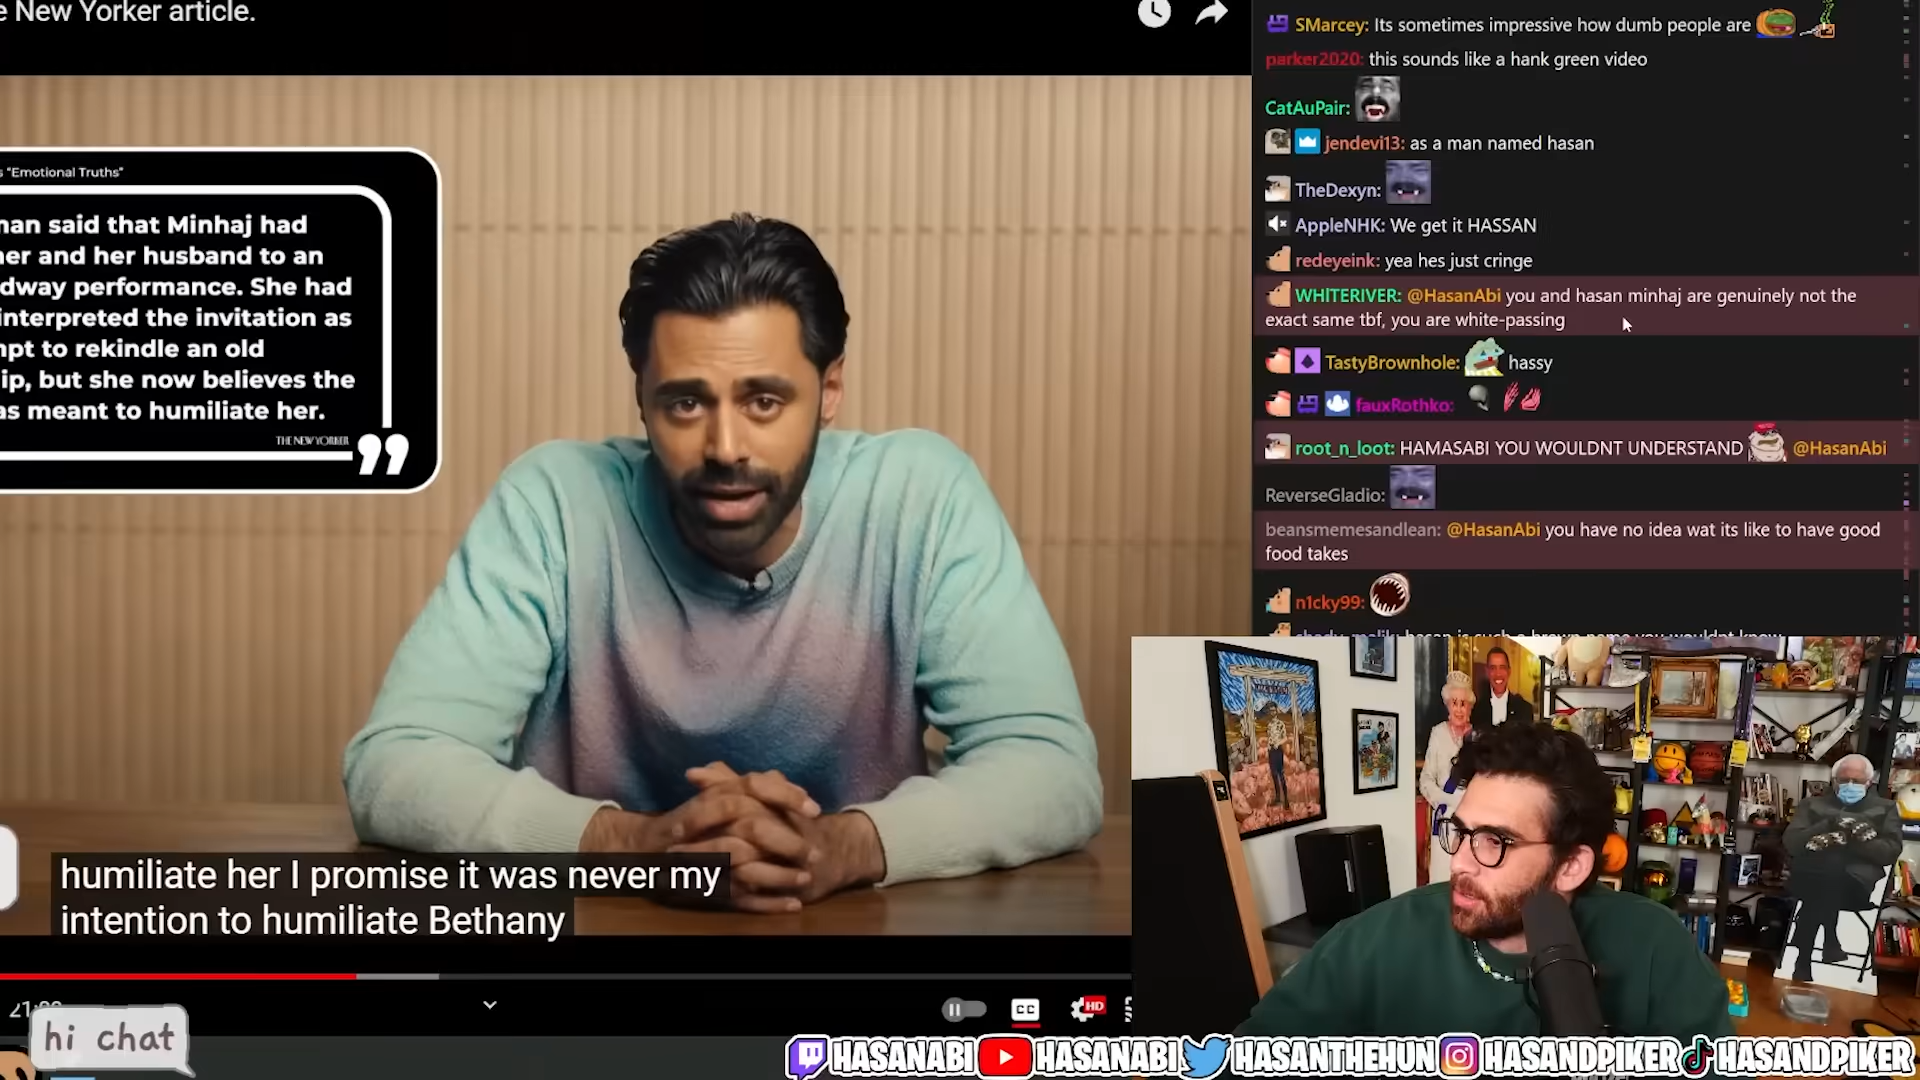 e New Yorker article.
s "Emotional Truths"
man said that Minhaj had
her and her husband to an
dway performance. She had
interpreted the invitation as
mpt to rekindle an old
ip, but she now believes the
as meant to humiliate her.
THE NEW YORKER
humiliate her I promise it was never my
intention to humiliate Bethany
CC
HD
hi chat
SMarcey: Its sometimes impressive how dumb people are
parker2020: this sounds like a hank green video
CatAuPair:
jendevi13: as a man named hasan
TheDexyn:
AppleNHK: We get it HASSAN
redeyeink: yea hes just cringe
WHITERIVER: @HasanAbi you and hasan minhaj are genuinely not the
exact same tbf, you are white-passing
TastyBrownhole: hassy
fauxRothko:
root_n_loot: HAMASABI YOU WOULDNT UNDERSTAND @HasanAbi
ReverseGladio:
beansmemesandlean: @HasanAbi you have no idea wat its like to have good
food takes
n1cky99:
HASANABI HASANABI HASANTHEHUN HASANDPIKER HASANDPIKER